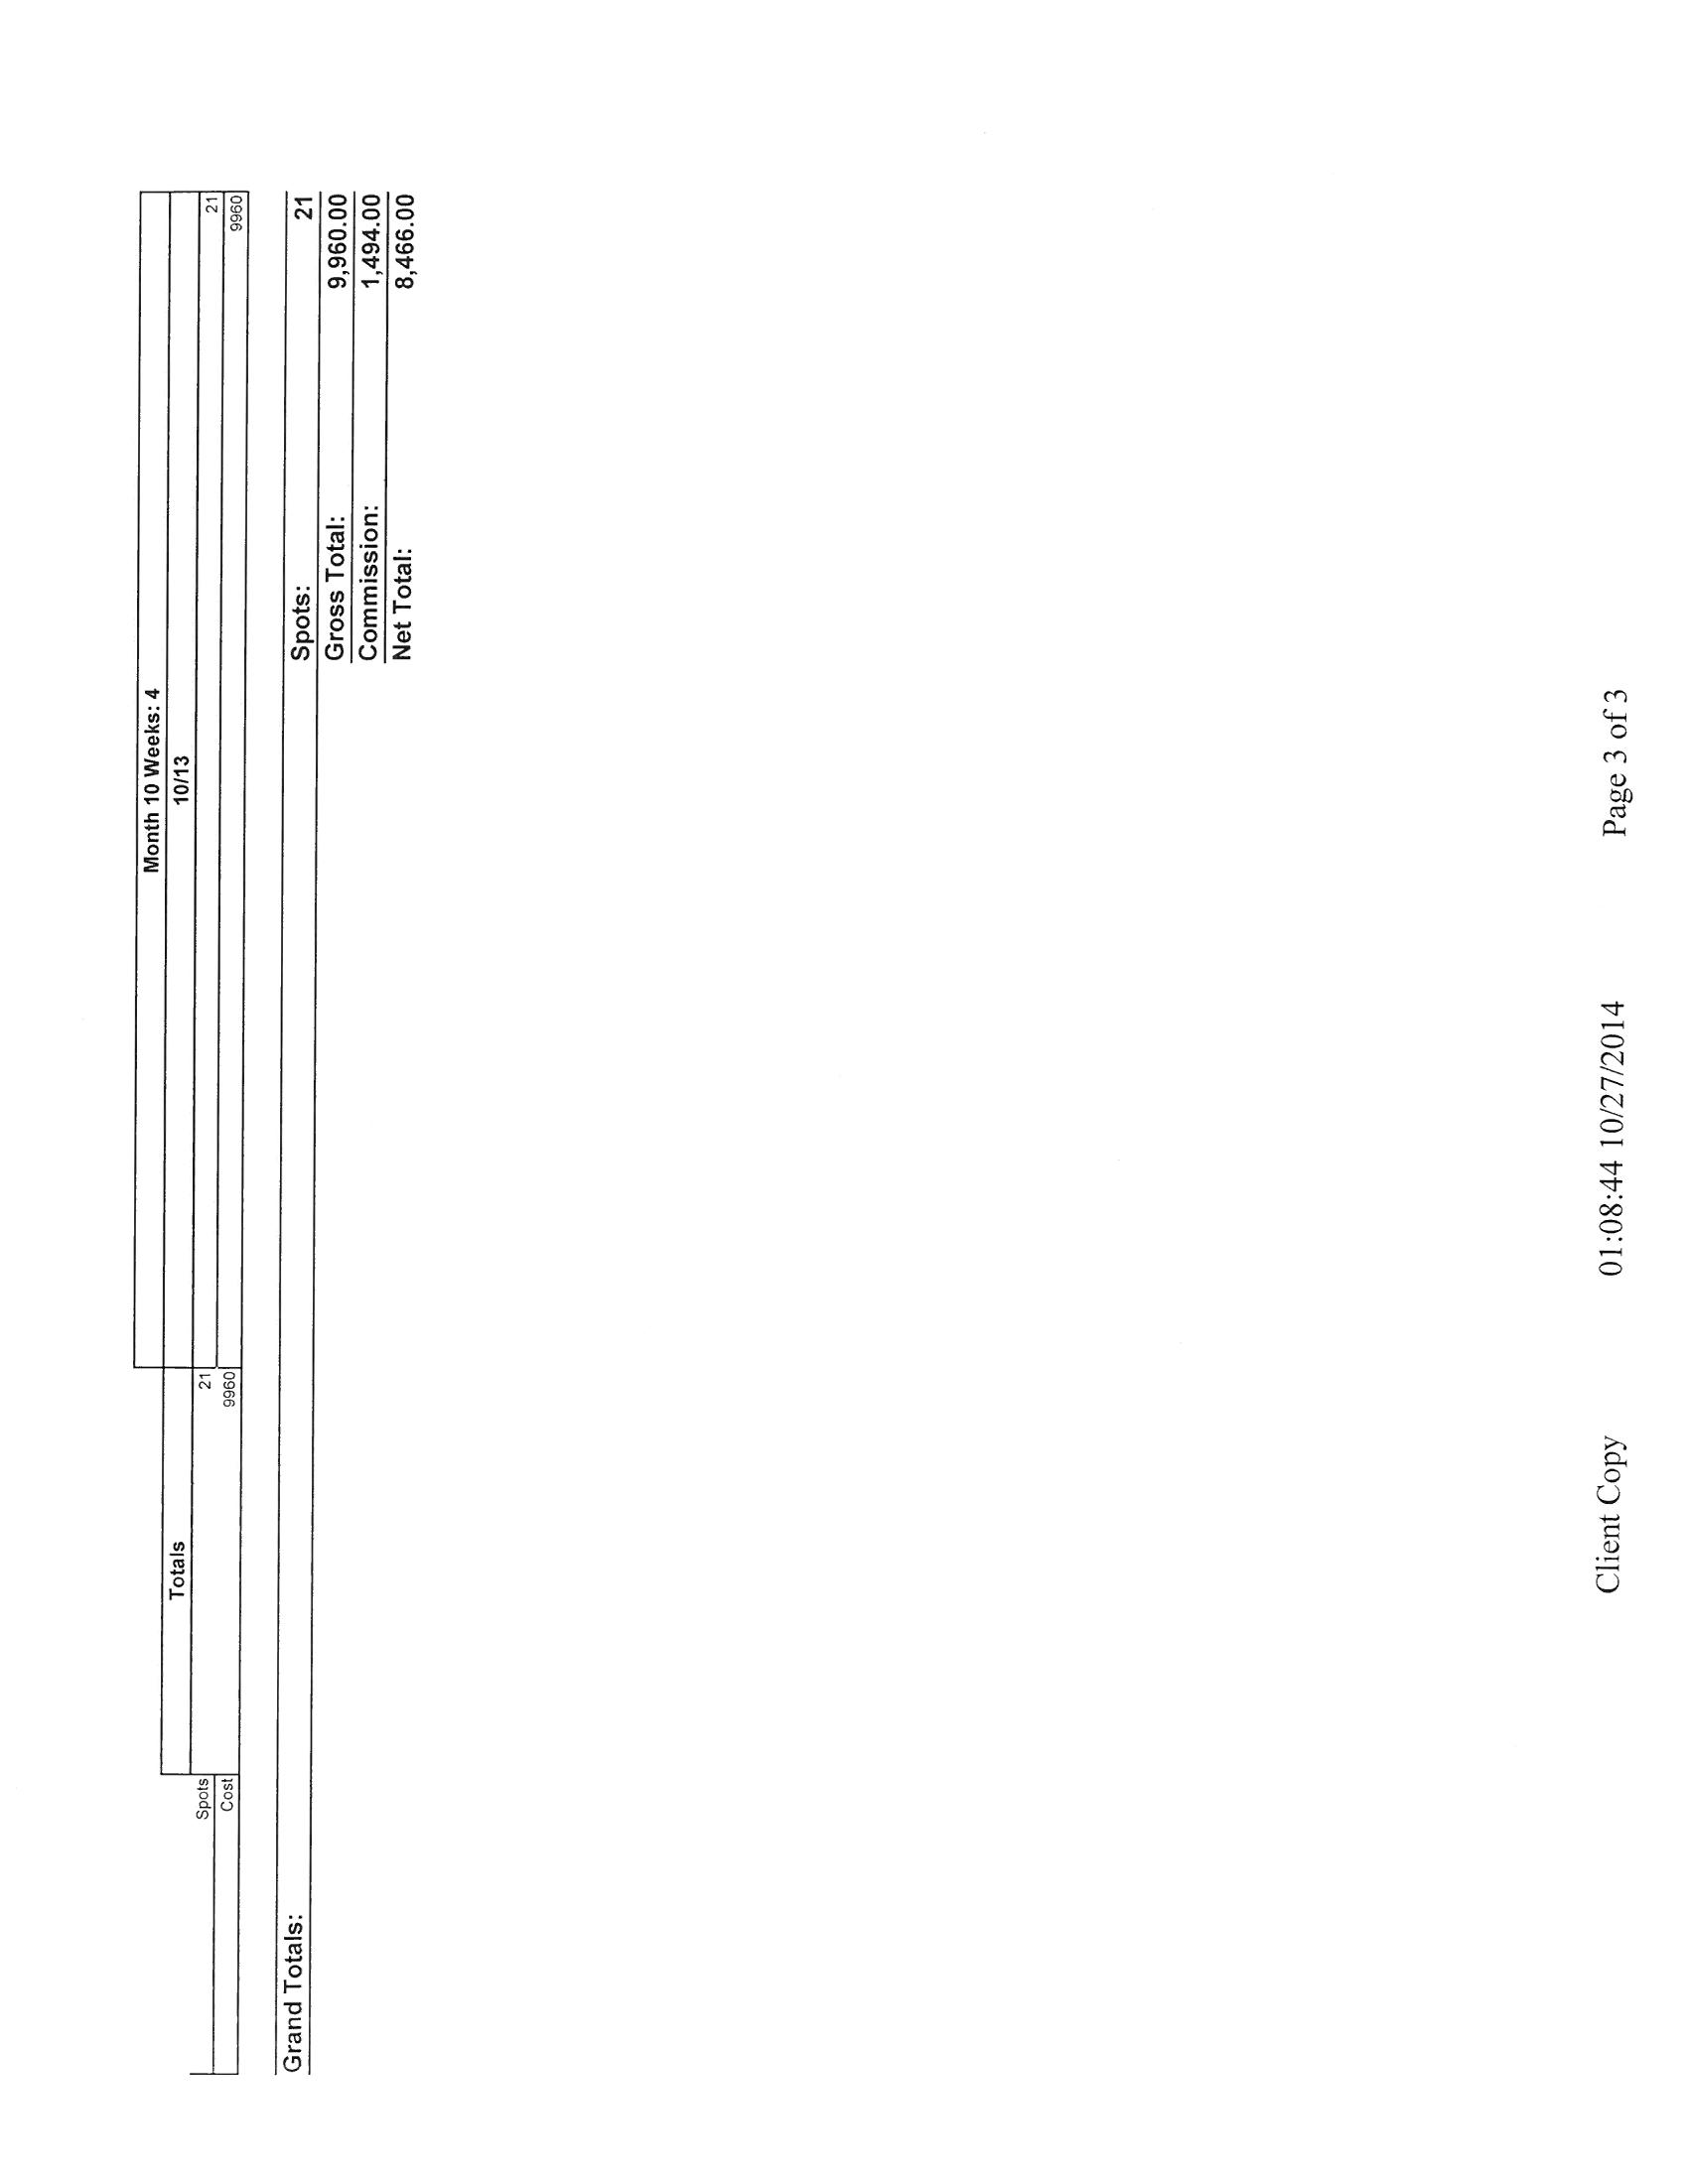 Month 10 Weeks: 4
Totals 10/13
Spots 21 21
Cost 9960 9960
Grand Totals: Spots: 21
Gross Total: 9,960.00
Commission: 1,494.00
Net Total: 8,466.00
Client Copy 01:08:44 10/27/2014 Page 3 of 3